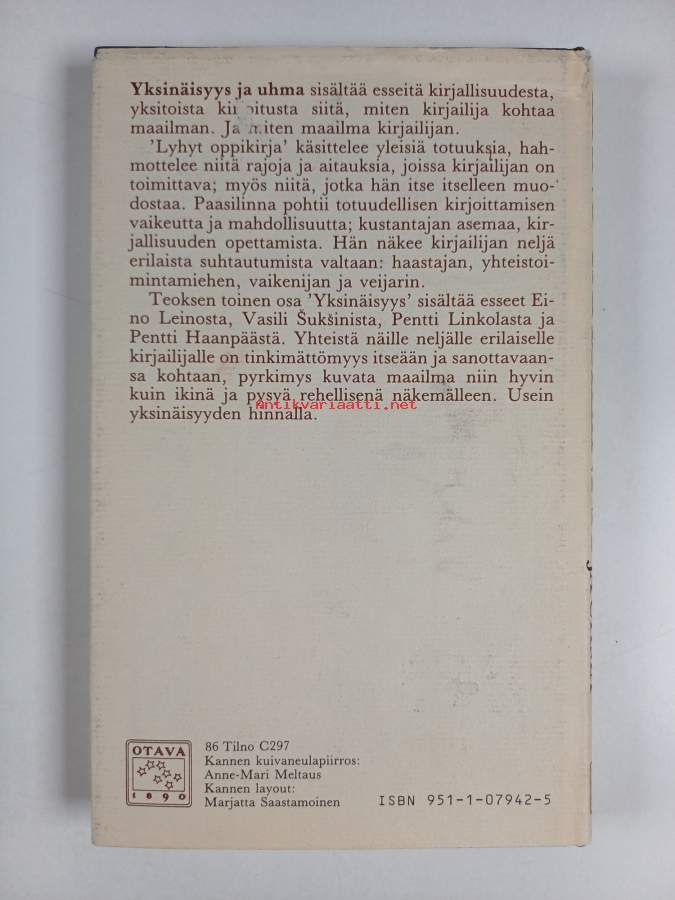 Yksinäisyys ja uhma sisältää esseitä kirjallisuudesta,
yksitoista siitä, miten kirjailija kohtaa
maailman. Ja miten maailma kirjailijan.
'Lyhyt oppikirja' käsittelee yleisiä totuuksia, hah-
mottelee niitä rajoja ja aitauksia, joissa kirjailijan on
toimittava; myös niitä, jotka hän itse itselleen muo-
dostaa. Paasilinna pohtii totuudellisen kirjoittamisen
vaikeutta ja mahdollisuutta; kustantajan asemaa, kir-
jallisuuden opettamista. Hän näkee kirjailijan neljä
erilaista suhtautumista valtaan: haastajan, yhteistoi-
mintamiehen, vaikenijan ja veijarin.
Teoksen toinen osa 'Yksinäisyys' sisältää esseet Ei-
no Leinosta, Vasili Šukšinista, Pentti Linkolasta ja
Pentti Haanpäästä. Yhteistä näille neljälle erilaiselle
kirjailijalle on tinkimättömyys itseään ja sanottavaan-
sa kohtaan, pyrkimys kuvata maailma niin hyvin
kuin ikinä ja pysyä rehellisenä näkemälleen. Usein
antikvariaatti.net
yksinäisyyden hinnalla.
OTAVA
1890
86 Tilno C297
Kannen kuivaneulapiirros:
Anne-Mari Meltaus
Kannen layout:
Marjatta Saastamoinen
ISBN 951-1-07942-5